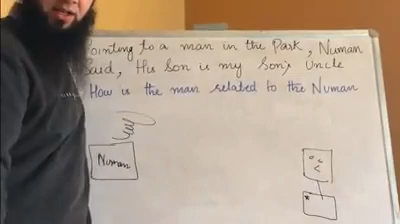 Pointing to a man in the Park, Numan
Said, His Son is my Son's Uncle
How is the man related to the Numan
Numan